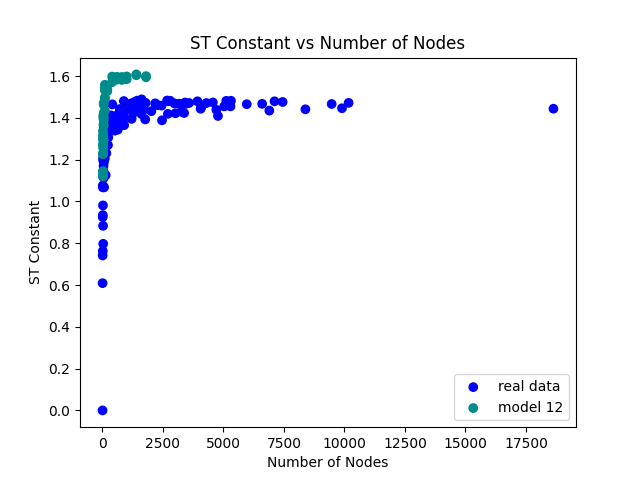 ST Constant vs Number of Nodes
ST Constant
1.6
1.4
1.2
1.0
0.8
0.6
0.4
0.2
0.0
0 2500 5000 7500 10000 12500 15000 17500
Number of Nodes
real data
model 12